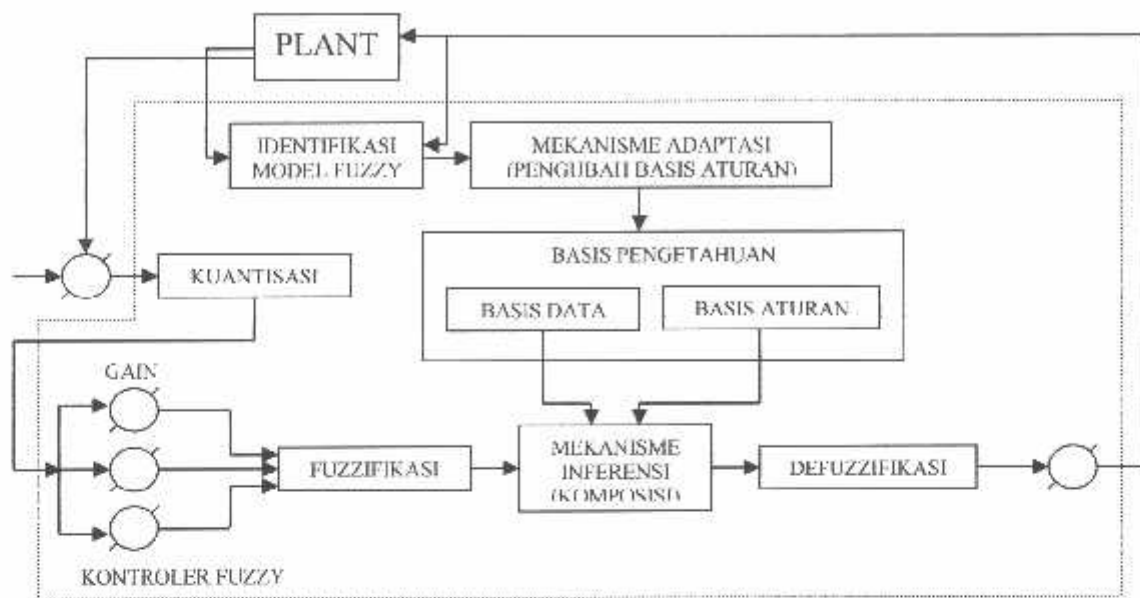 PLANT
IDENTIFIKASI
MODEL FUZZY
MEKANISME ADAPTASI
(PENGUBAH BASIS ATURAN)
BASIS PENGETAHUAN
KUANTISASI
BASIS DATA
BASIS ATURAN
GAIN
FUZZIFIKASI
MEKANISME
INFERENSI
(KOMPOSISI)
DEFUZZIFIKASI
KONTROLER FUZZY